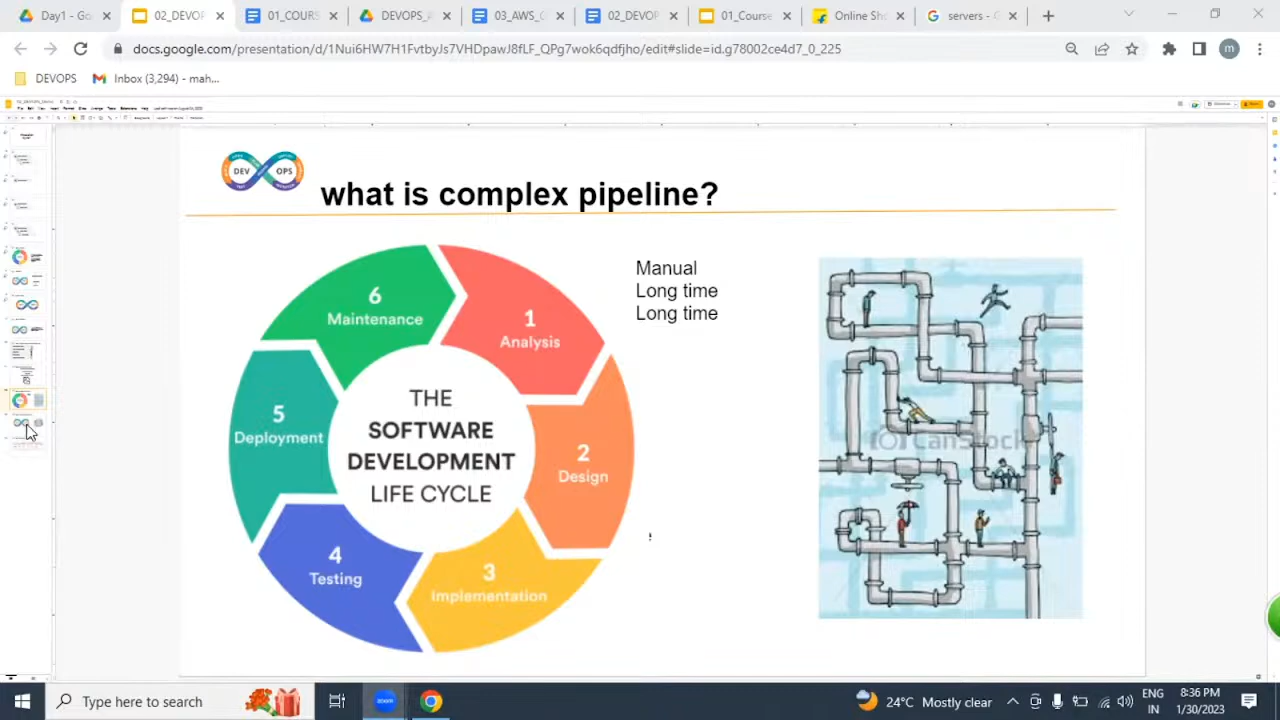 Day1 - Go
02_DEVOP
01_COURS
DEVOPS_
03_AWS_C
02_DEVOP
01_Course
Online Sh
servers - G
docs.google.com/presentation/d/1Nui6HW7H1FvtbyJs7VHDpawJ8fLF_QPg7wok6qdfjho/edit#slide=id.g78002ce4d7_0_225
m
DEVOPS
Inbox (3,294) - mah...
DEV OPS
what is complex pipeline?
Manual
Long time
Long time
6
Maintenance
1
Analysis
5
Deployment
2
Design
4
Testing
3
Implementation
THE
SOFTWARE
DEVELOPMENT
LIFE CYCLE
CanStock
Type here to search
zoom
24°C Mostly clear
ENG
IN
8:36 PM
1/30/2023